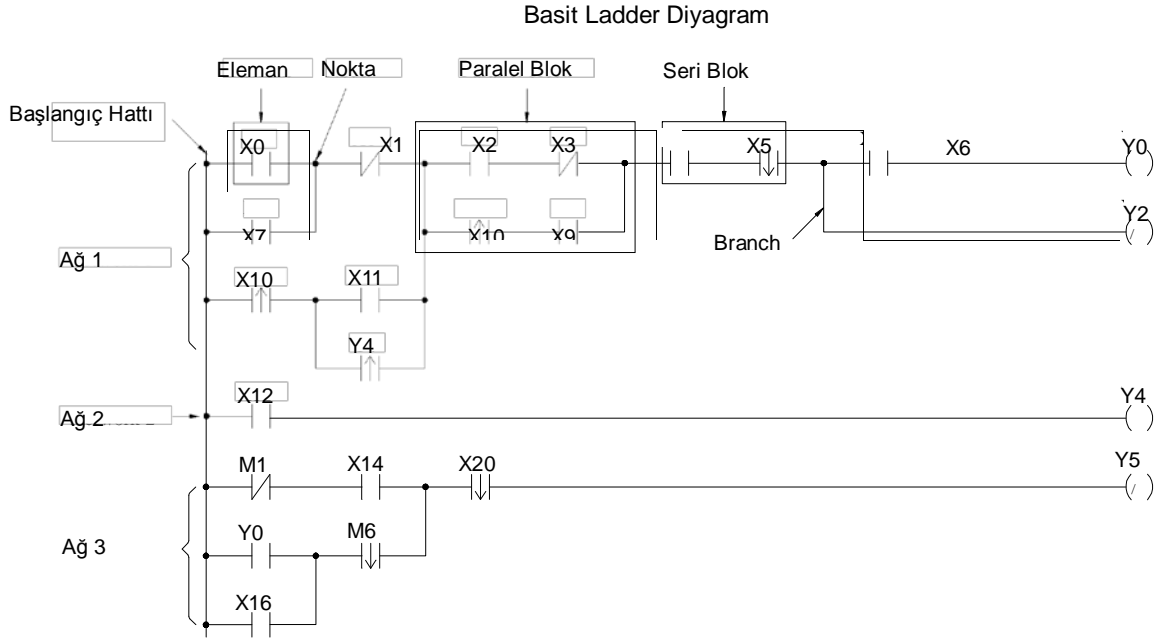 Basit Ladder Diyagram
Eleman Nokta Paralel Blok Seri Blok
Başlangıç Hattı
X0 X1 X2 X3 X5 X6 Y0
X7 X10 X9 Y2
Branch
Ağ 1
X10 X11
Y4
X12 Y4
Ağ 2
M1 X14 X20 Y5
Y0 M6
Ağ 3
X16